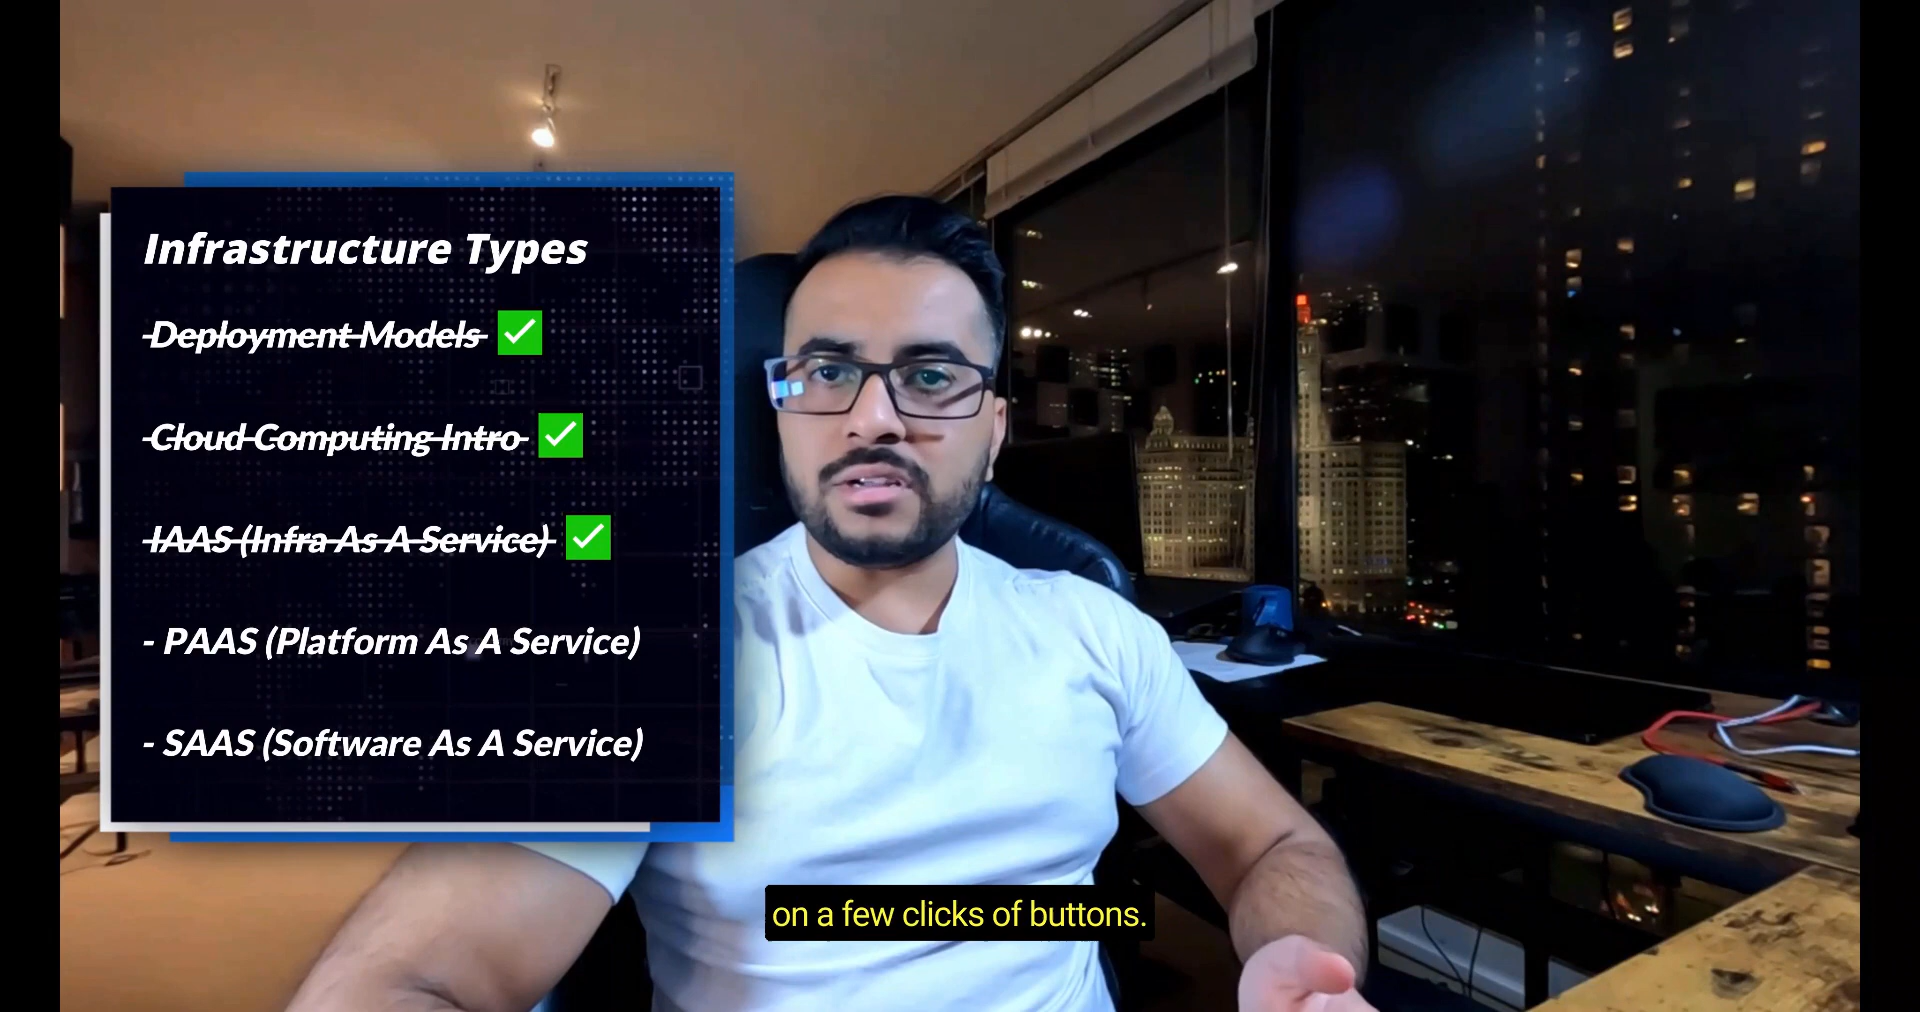 Infrastructure Types
-Deployment Models-
-Cloud Computing Intro-
-IAAS (Infra As A Service)-
- PAAS (Platform As A Service)
- SAAS (Software As A Service)
on a few clicks of buttons.